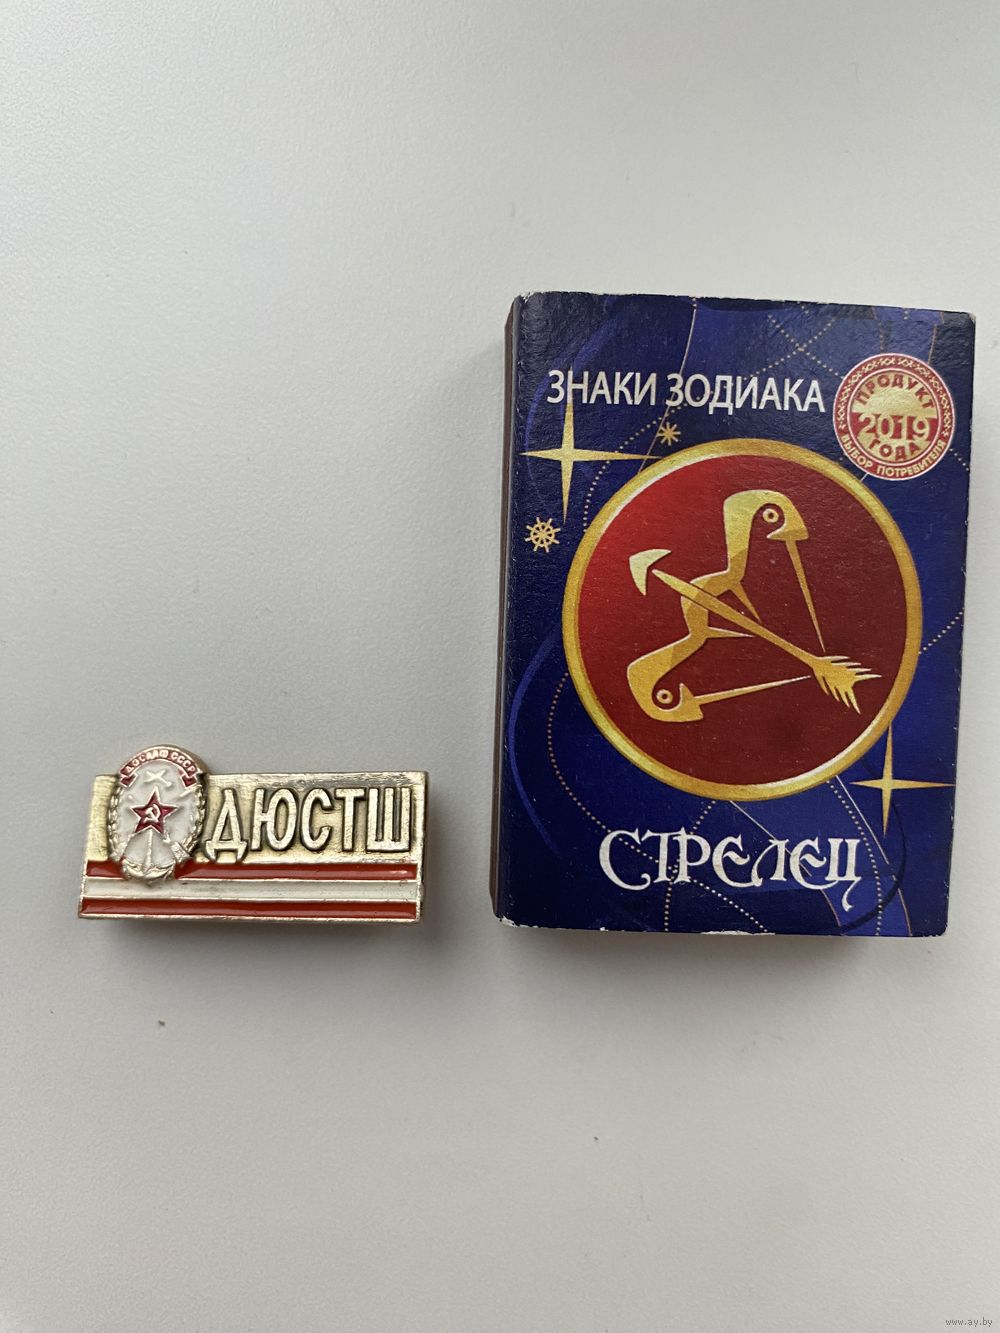 ЗНАКИ ЗОДИАКА
ПРОДУКТ
2019
ГОДА
ВЫБОР ПОТРЕБИТЕЛЯ
СТРЕЛЕЦ
ДОСААФ СССР
ДЮСТШ
www.ay.by